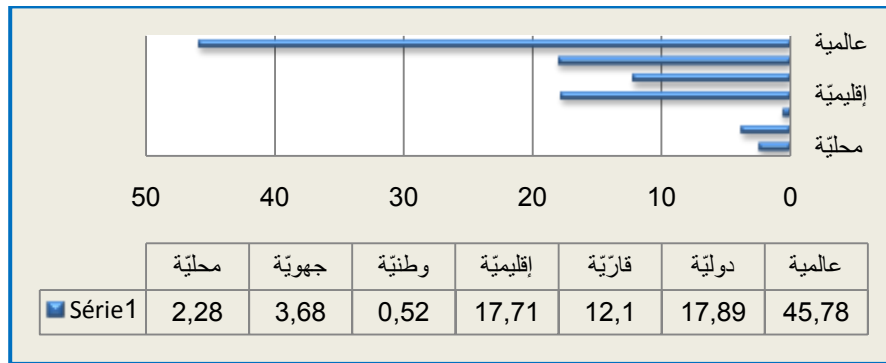 عالمية
إقليميّة
محليّة
50 40 30 20 10 0
محليّة جهويّة وطنيّة إقليميّة قارّيّة دوليّة عالمية
Série1 2,28 3,68 0,52 17,71 12,1 17,89 45,78